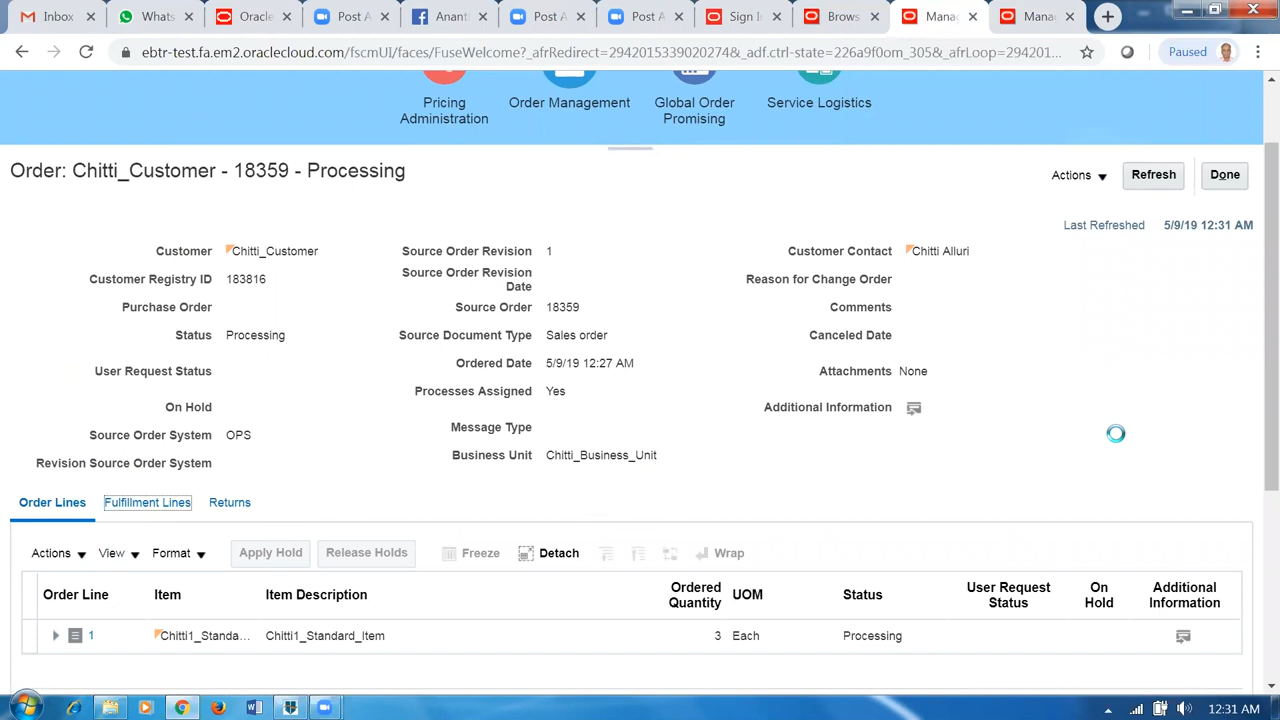 Inbox
Whats
Oracle
Post A
Anant
Post A
Sign I
Brows
Manag
Manag
ebtr-test.fa.em2.oraclecloud.com/fscmUI/faces/FuseWelcome?_afrRedirect=29420153390202​74&_adf.ctrl-state=226a9f0om_305&_afrLoop=294201...
Paused
Pricing Administration
Order Management
Global Order Promising
Service Logistics
Order: Chitti_Customer - 18359 - Processing
Actions
Refresh
Done
Last Refreshed 5/9/19 12:31 AM
Customer Chitti_Customer
Customer Registry ID 183816
Purchase Order
Status Processing
User Request Status
On Hold
Source Order System OPS
Revision Source Order System
Source Order Revision 1
Source Order Revision Date
Source Order 18359
Source Document Type Sales order
Ordered Date 5/9/19 12:27 AM
Processes Assigned Yes
Message Type
Business Unit Chitti_Business_Unit
Customer Contact Chitti Alluri
Reason for Change Order
Comments
Canceled Date
Attachments None
Additional Information
Order Lines Fulfillment Lines Returns
Actions View Format Apply Hold Release Holds Freeze Detach Wrap
Order Line Item Item Description Ordered Quantity UOM Status User Request Status On Hold Additional Information
1 Chitti1_Standa... Chitti1_Standard_Item 3 Each Processing
12:31 AM